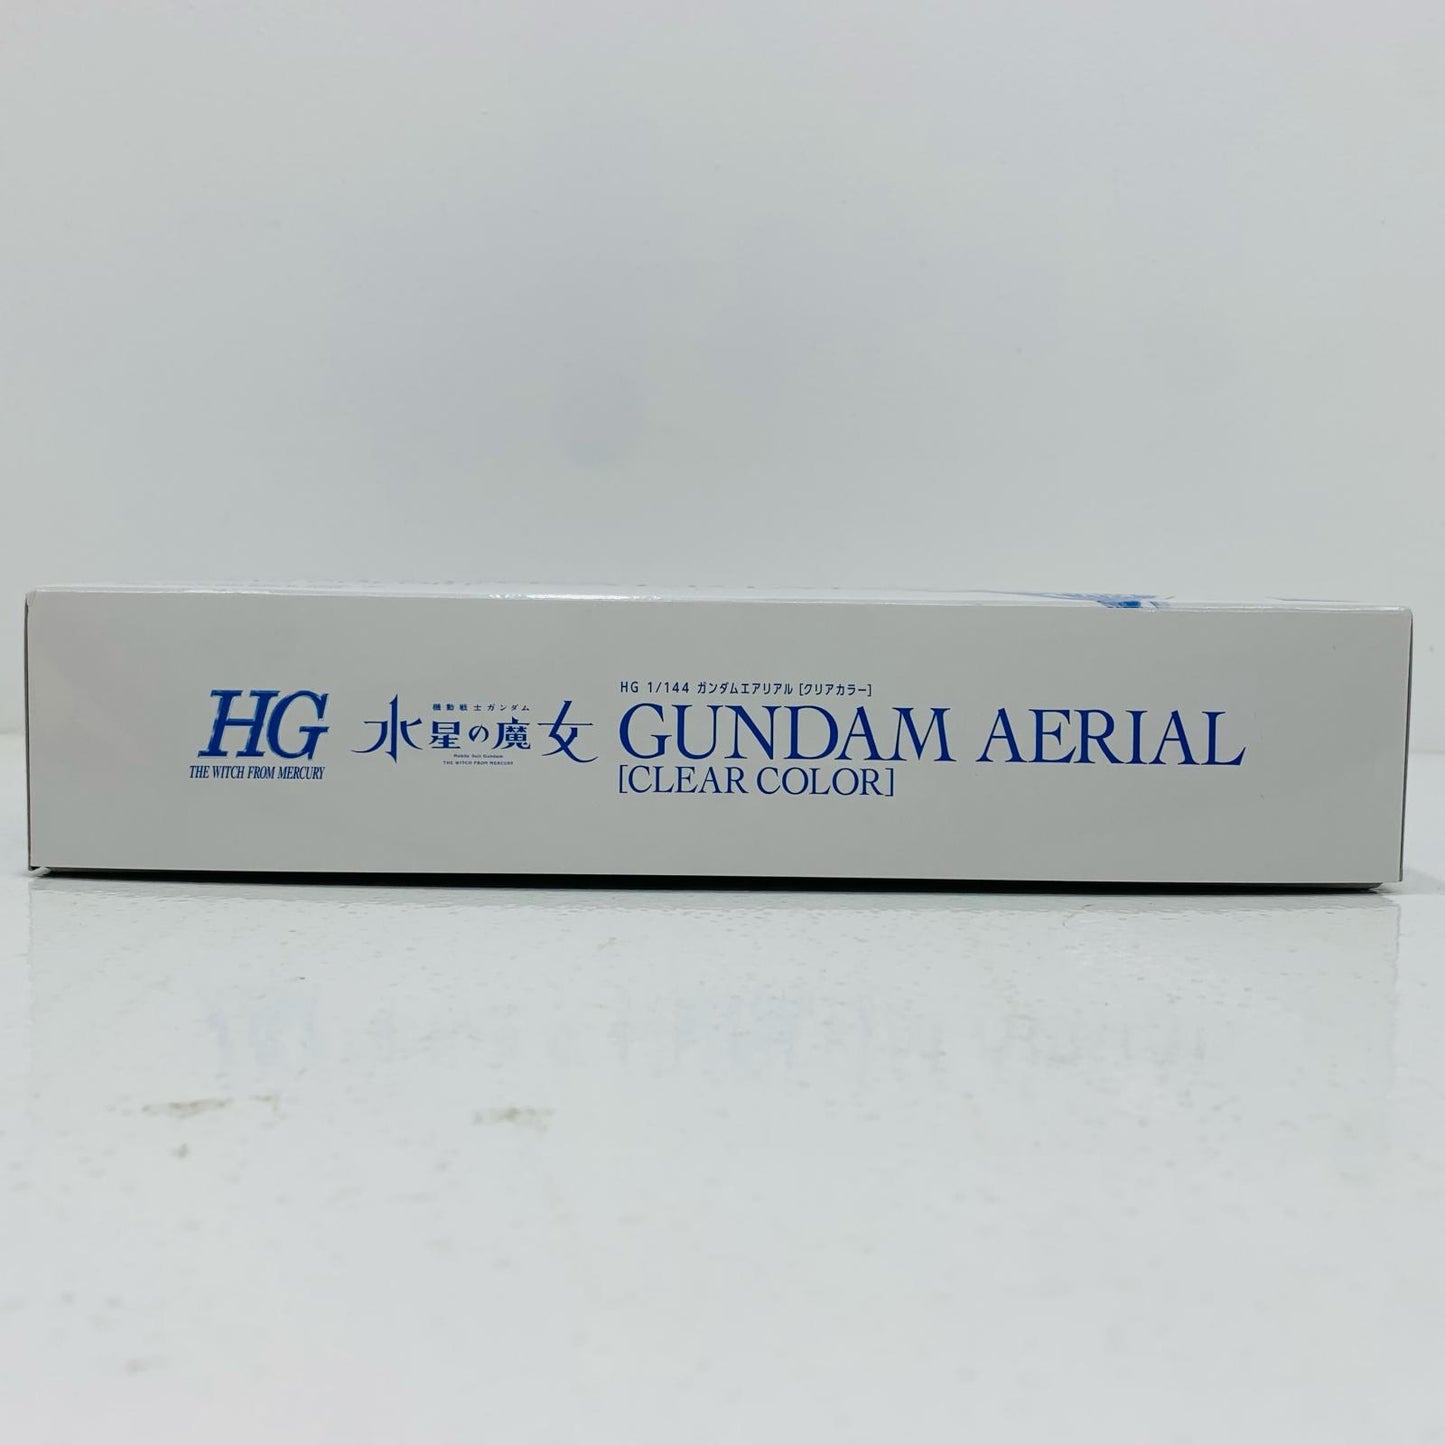 HG
THE WITCH FROM MERCURY
機動戦士ガンダム
水星の魔女
Mobile Suit Gundam
THE WITCH FROM MERCURY
HG 1/144 ガンダムエアリアル [クリアカラー]
GUNDAM AERIAL
[CLEAR COLOR]